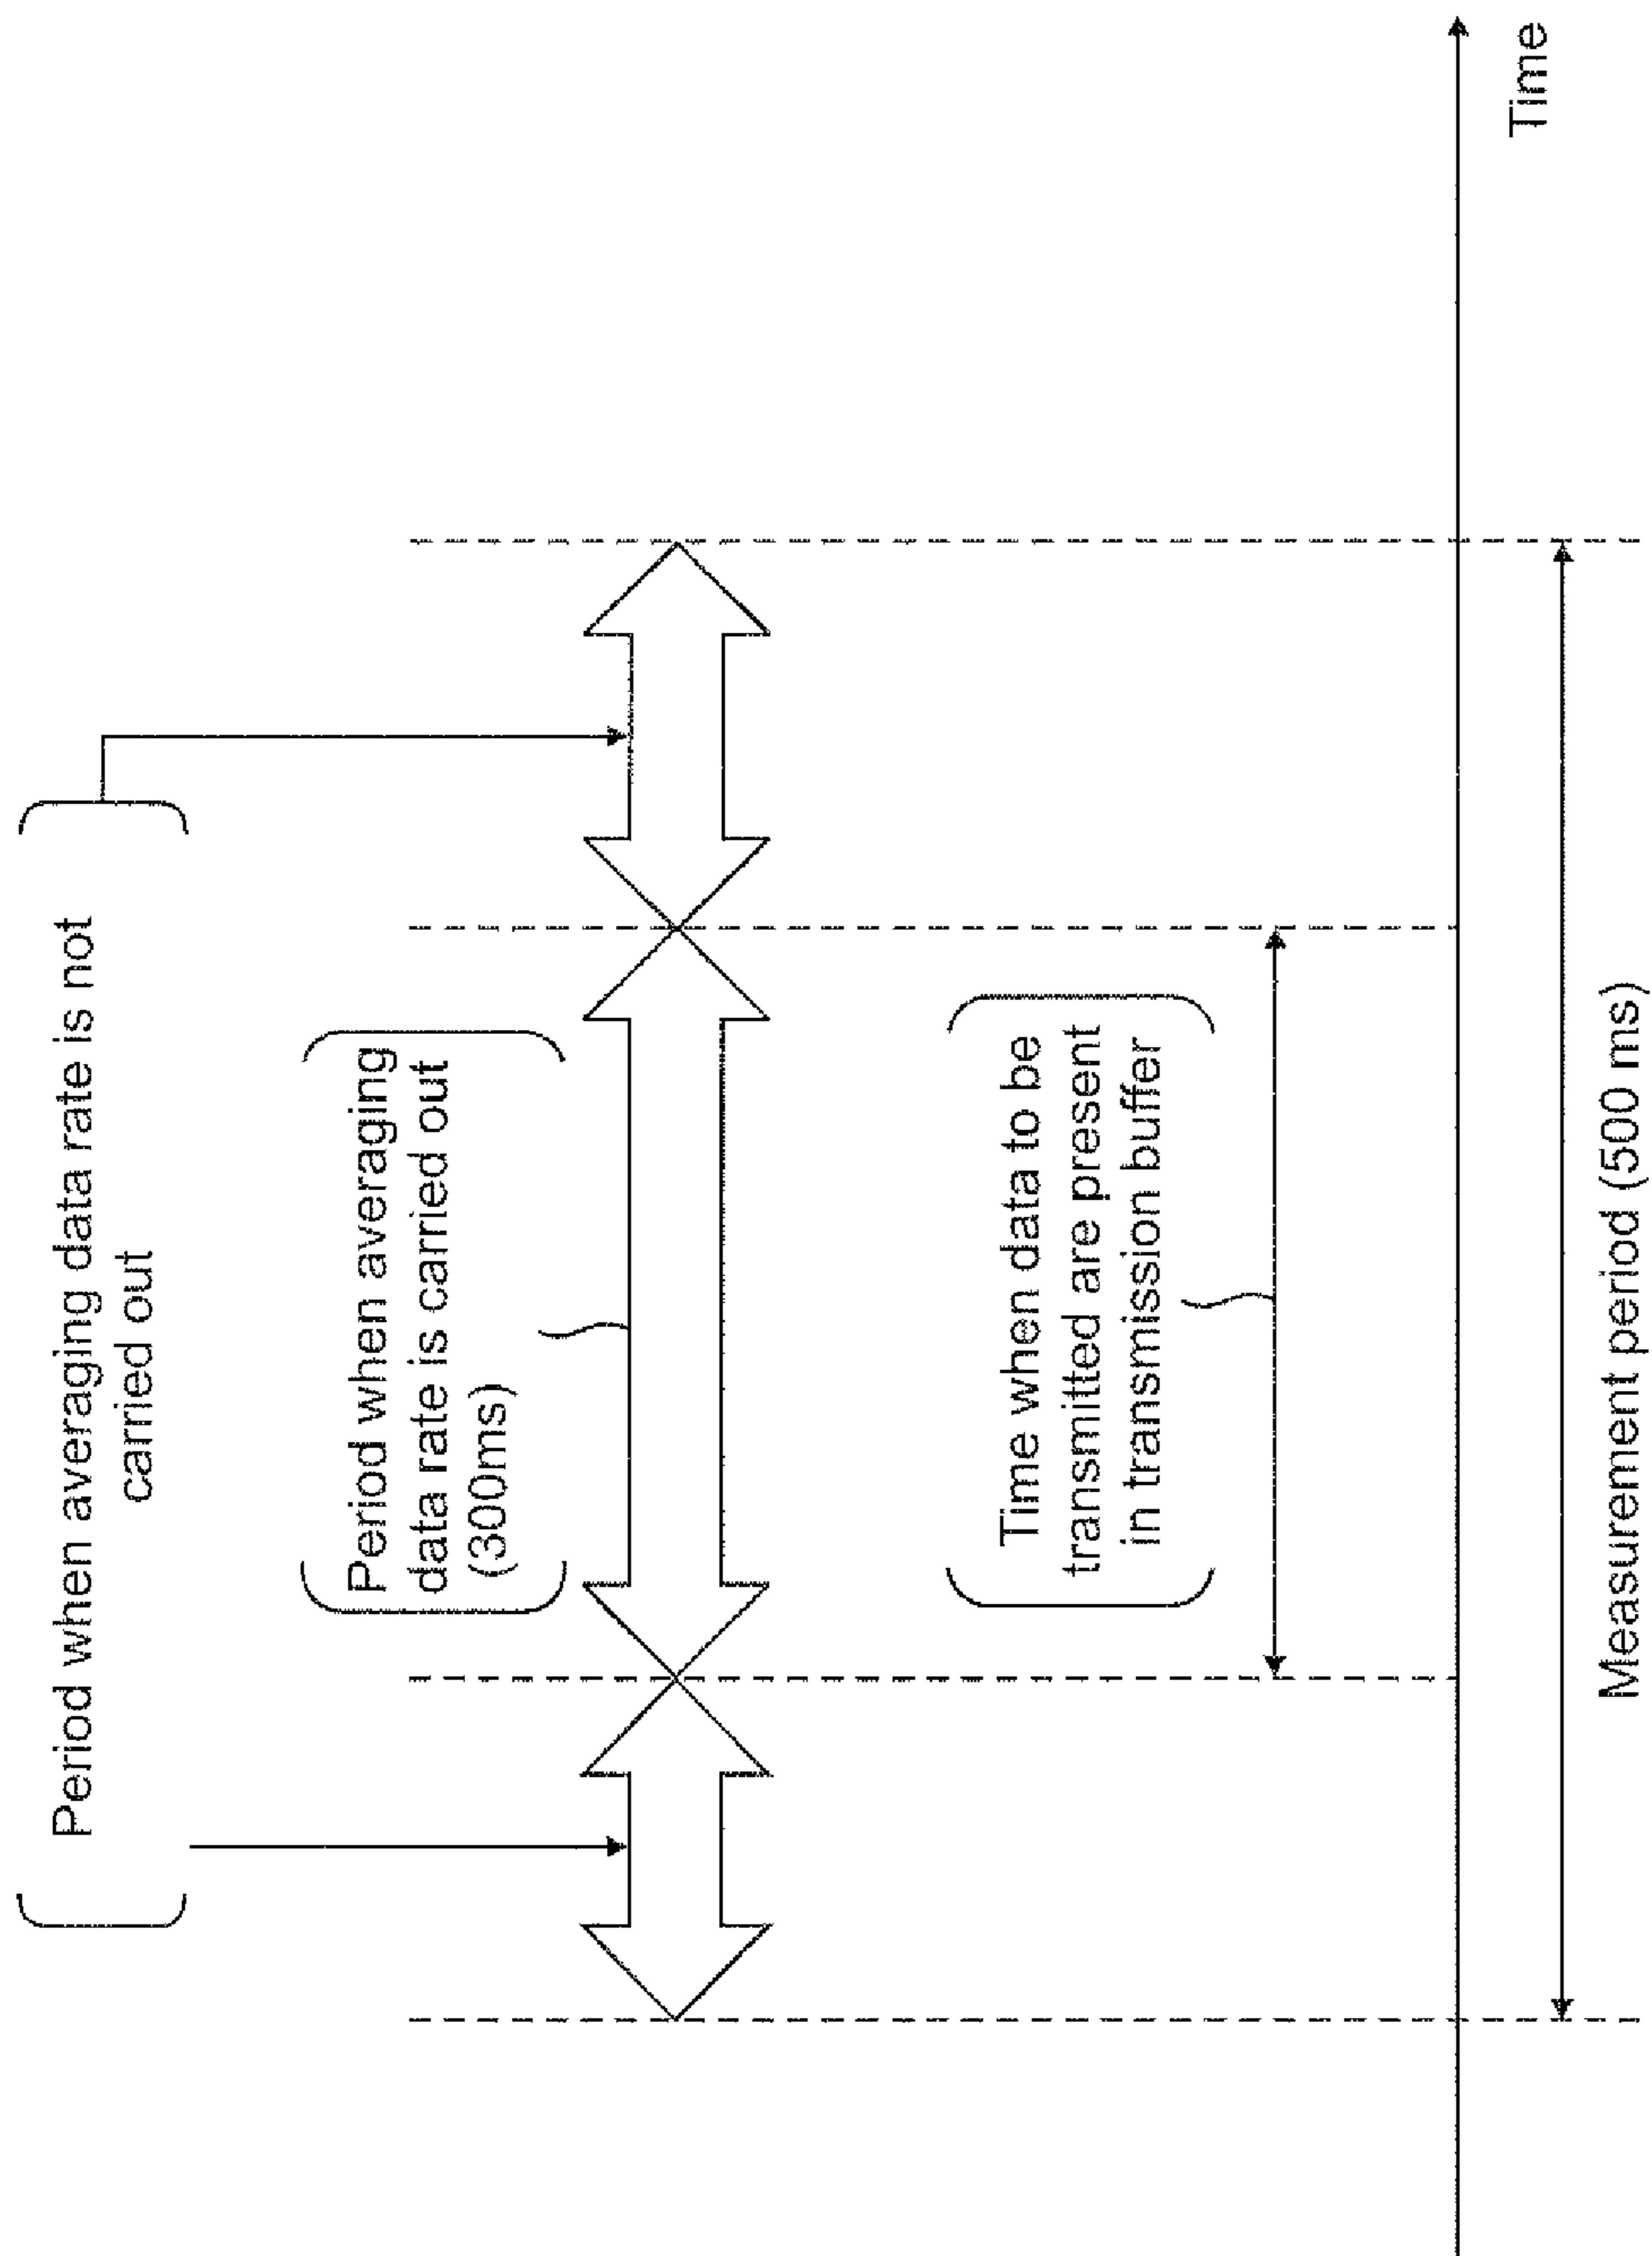 Period when averaging data rate is not
carried out
Period when averaging
data rate is carried out
(300ms)
Time when data to be
transmitted are present
in transmission buffer
Time
Measurement period (500 ms)